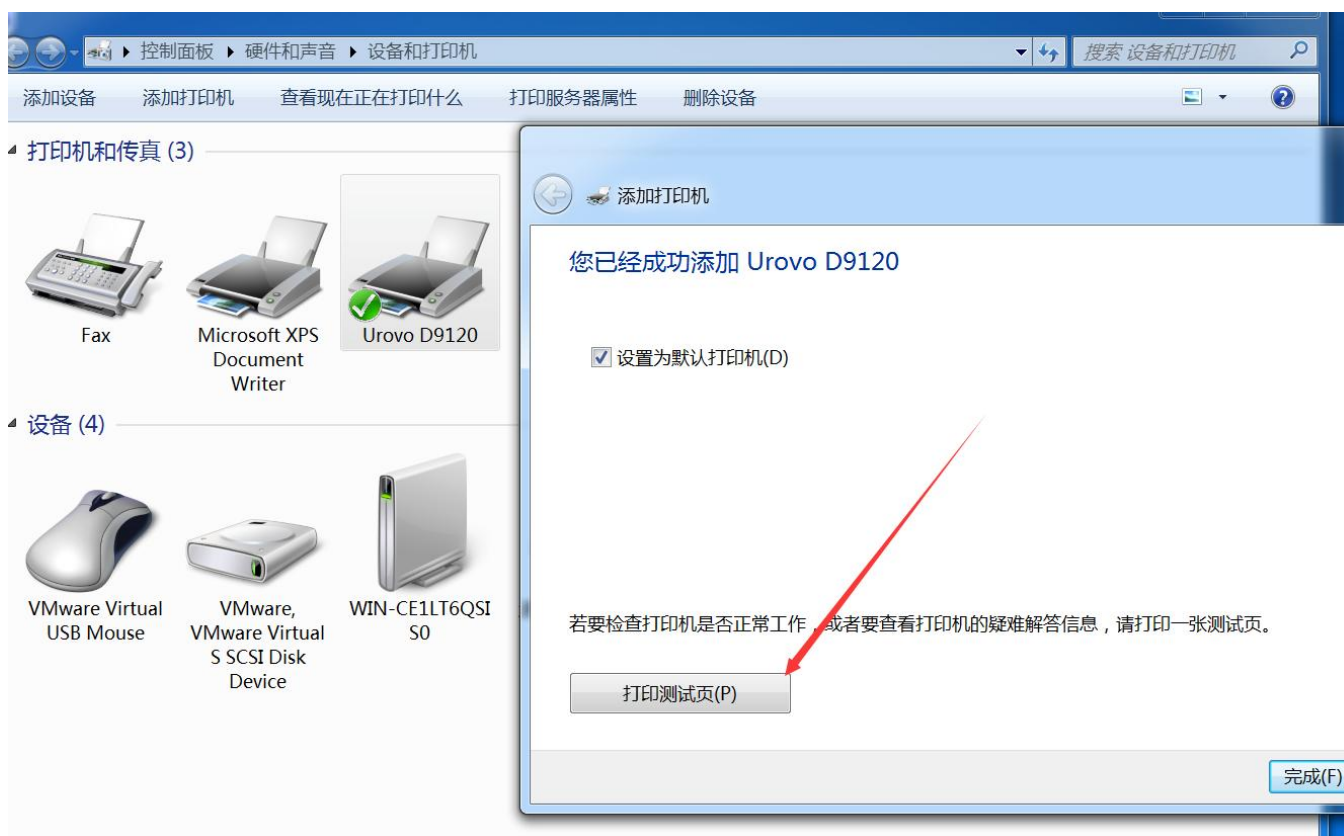 控制面板 ▶ 硬件和声音 ▶ 设备和打印机
搜索 设备和打印机
添加设备 添加打印机 查看现在正在打印什么 打印服务器属性 删除设备
打印机和传真 (3)
Fax
Microsoft XPS
Document
Writer
Urovo D9120
设备 (4)
VMware Virtual
USB Mouse
VMware,
VMware Virtual
S SCSI Disk
Device
WIN-CE1LT6QSI
S0
添加打印机
您已经成功添加 Urovo D9120
设置为默认打印机(D)
若要检查打印机是否正常工作，或者要查看打印机的疑难解答信息，请打印一张测试页。
打印测试页(P)
完成(F)